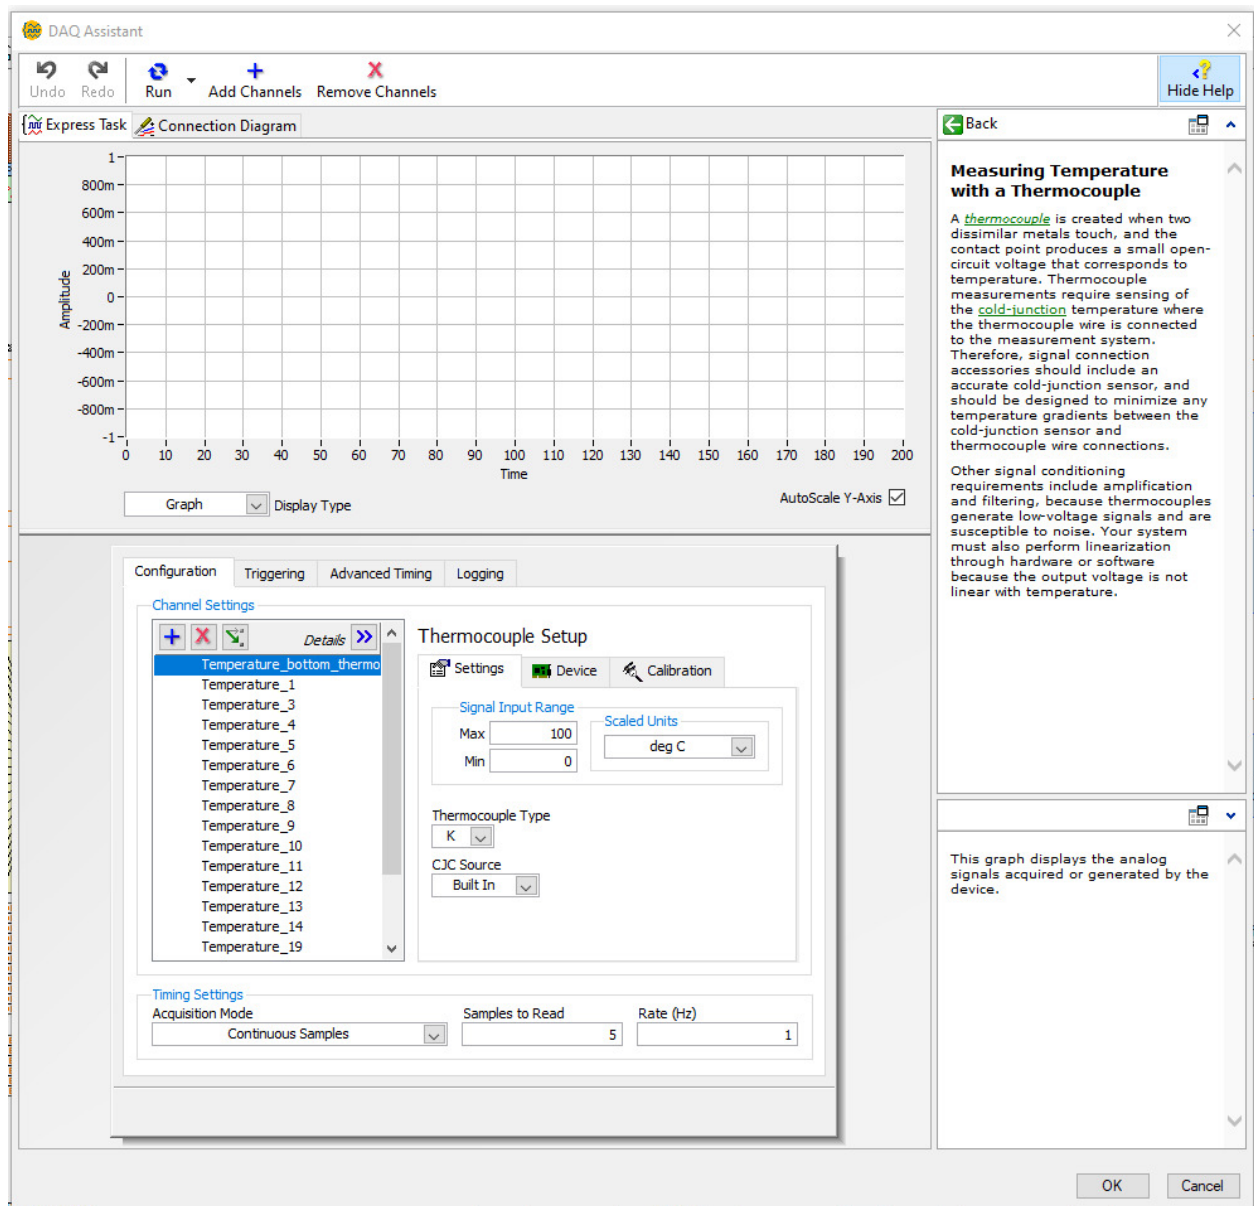 DAQ Assistant
Undo Redo Run Add Channels Remove Channels Hide Help
Express Task Connection Diagram
1
800m
600m
400m
200m
0
-200m
-400m
-600m
-800m
-1
Amplitude
0 10 20 30 40 50 60 70 80 90 100 110 120 130 140 150 160 170 180 190 200
Time
Graph Display Type AutoScale Y-Axis
Configuration Triggering Advanced Timing Logging
Channel Settings
Details
Temperature_bottom_thermo
Temperature_1
Temperature_3
Temperature_4
Temperature_5
Temperature_6
Temperature_7
Temperature_8
Temperature_9
Temperature_10
Temperature_11
Temperature_12
Temperature_13
Temperature_14
Temperature_19
Thermocouple Setup
Settings Device Calibration
Signal Input Range
Max 100
Min 0
Scaled Units
deg C
Thermocouple Type
K
CJC Source
Built In
Timing Settings
Acquisition Mode Samples to Read Rate (Hz)
Continuous Samples 5 1
Back
Measuring Temperature
with a Thermocouple
A thermocouple is created when two
dissimilar metals touch, and the
contact point produces a small open-
circuit voltage that corresponds to
temperature. Thermocouple
measurements require sensing of
the cold-junction temperature where
the thermocouple wire is connected
to the measurement system.
Therefore, signal connection
accessories should include an
accurate cold-junction sensor, and
should be designed to minimize any
temperature gradients between the
cold-junction sensor and
thermocouple wire connections.
Other signal conditioning
requirements include amplification
and filtering, because thermocouples
generate low-voltage signals and are
susceptible to noise. Your system
must also perform linearization
through hardware or software
because the output voltage is not
linear with temperature.
This graph displays the analog
signals acquired or generated by the
device.
OK Cancel